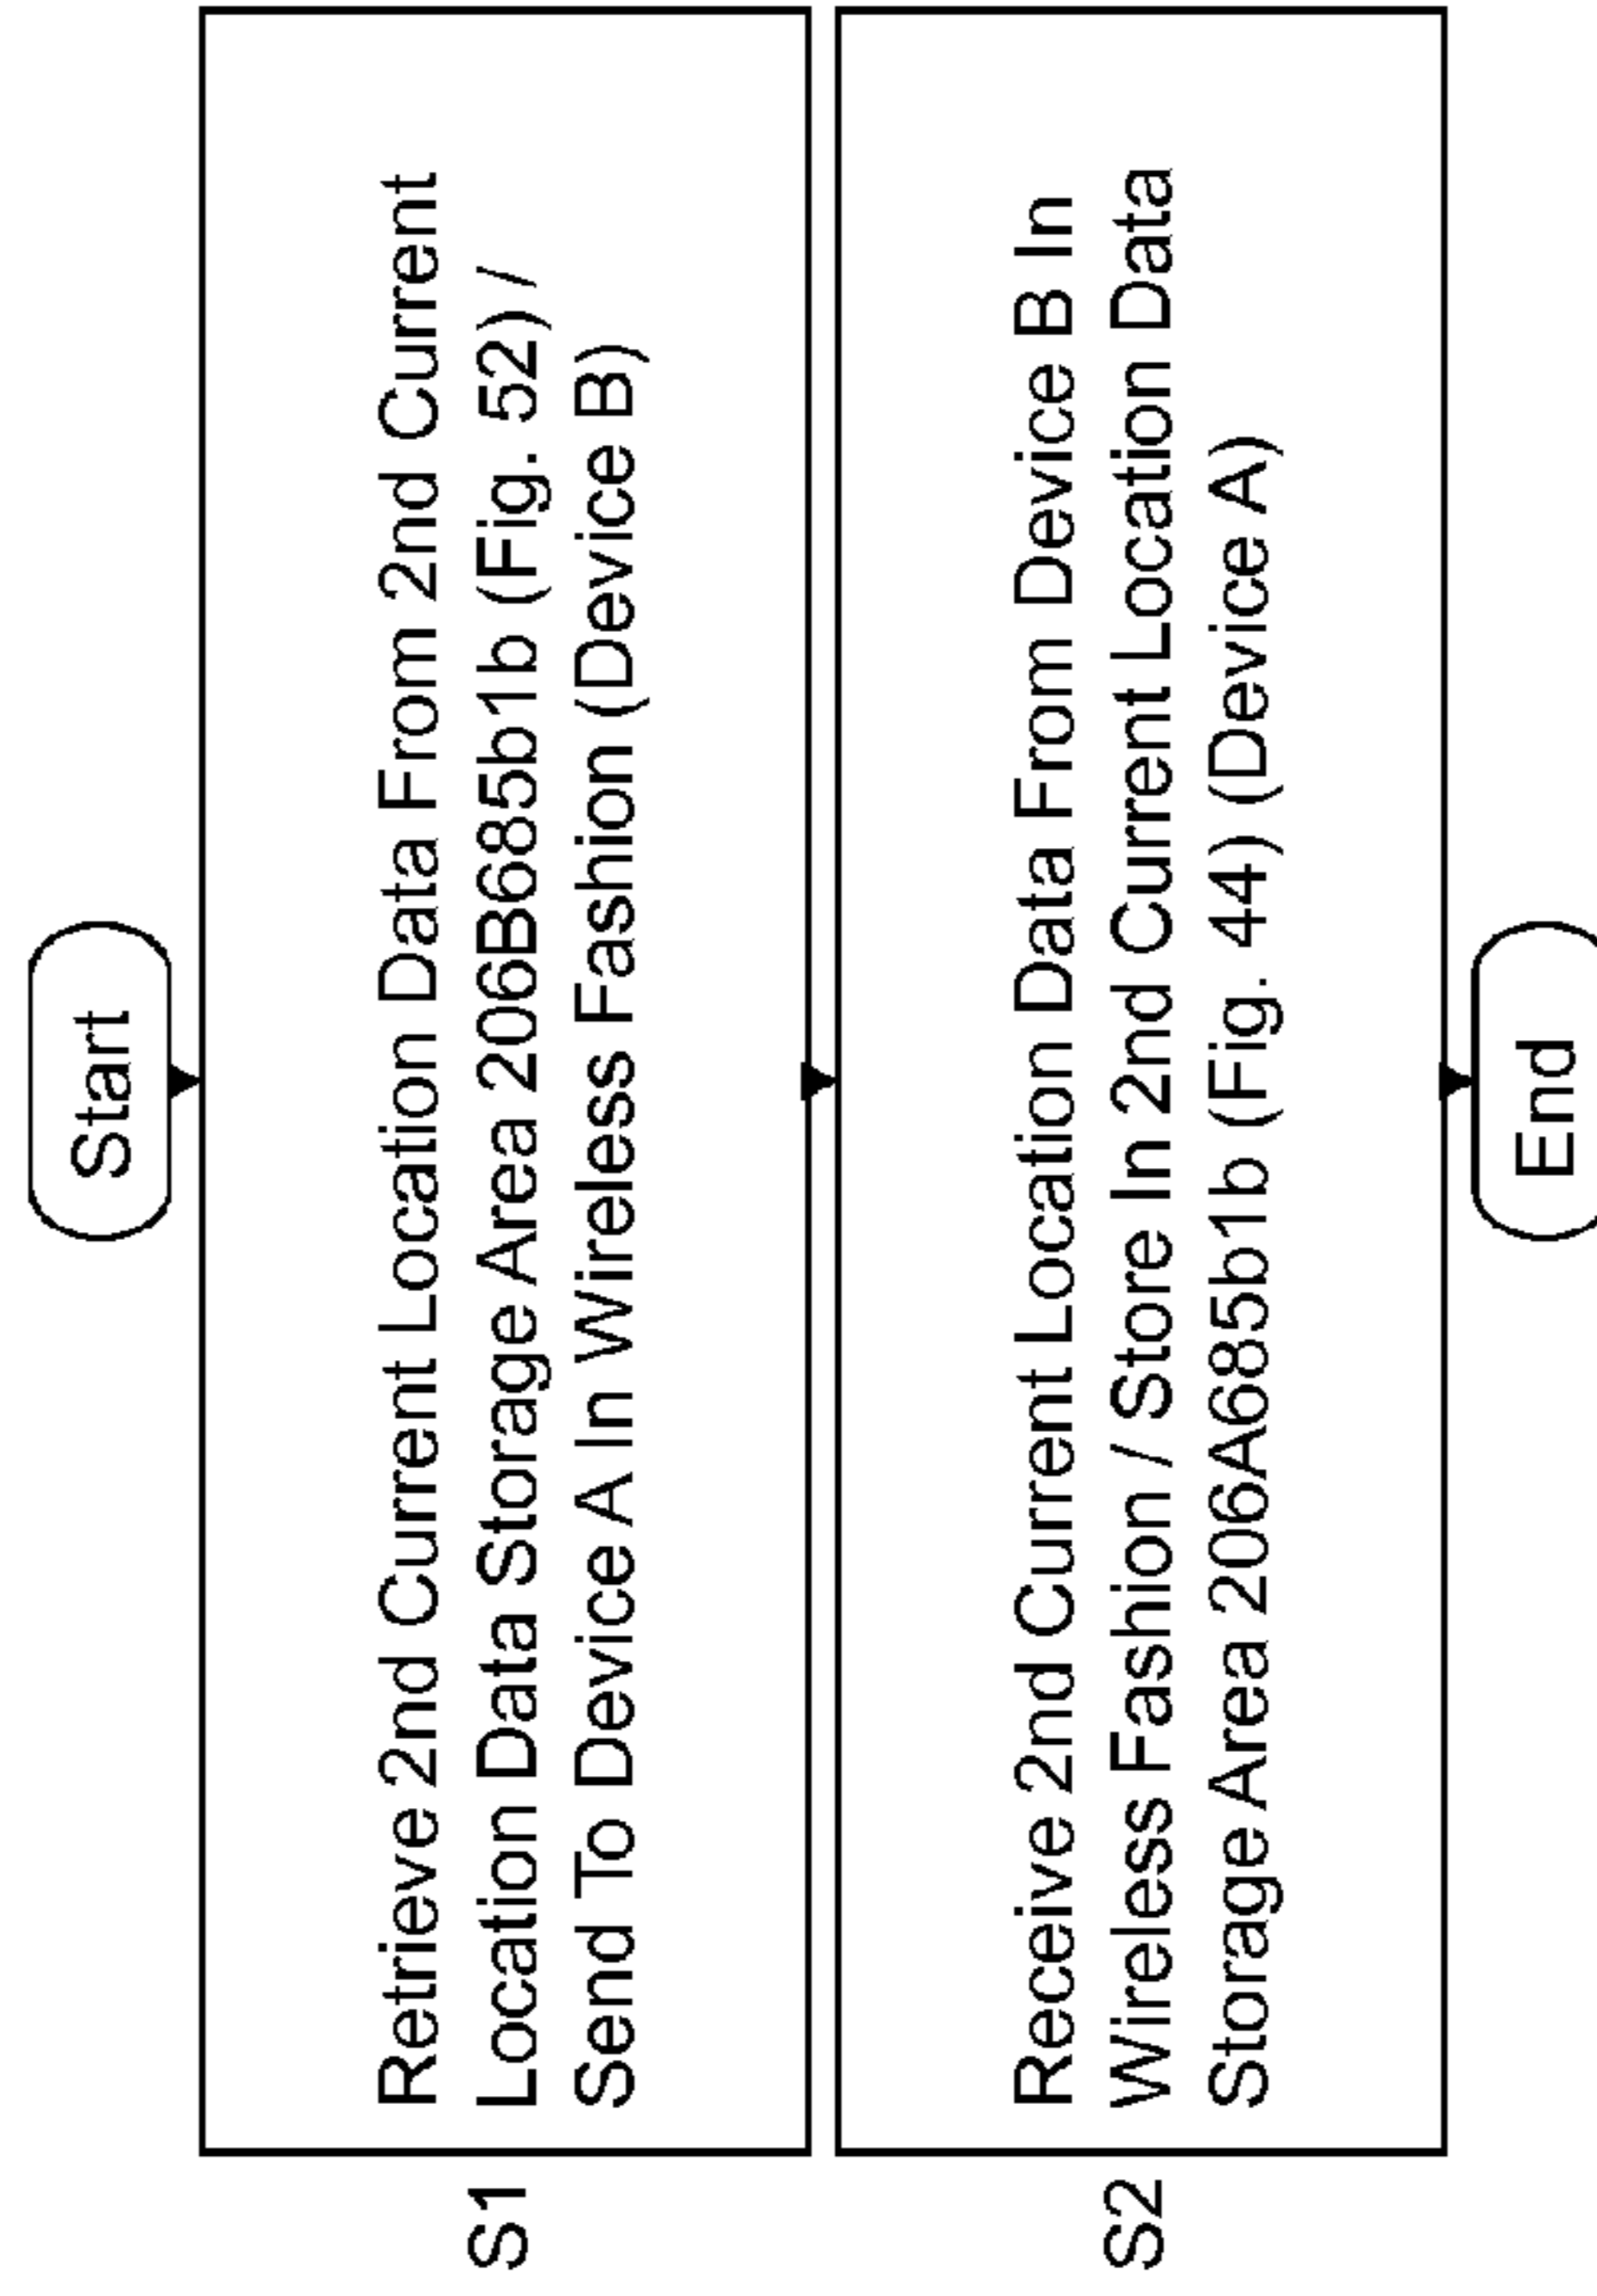 Start
S1
Retrieve 2nd Current Location Data From 2nd Current
Location Data Storage Area 206B685b1b (Fig. 52) /
Send To Device A In Wireless Fashion (Device B)
S2
Receive 2nd Current Location Data From Device B In
Wireless Fashion / Store In 2nd Current Location Data
Storage Area 206A685b1b (Fig. 44) (Device A)
End